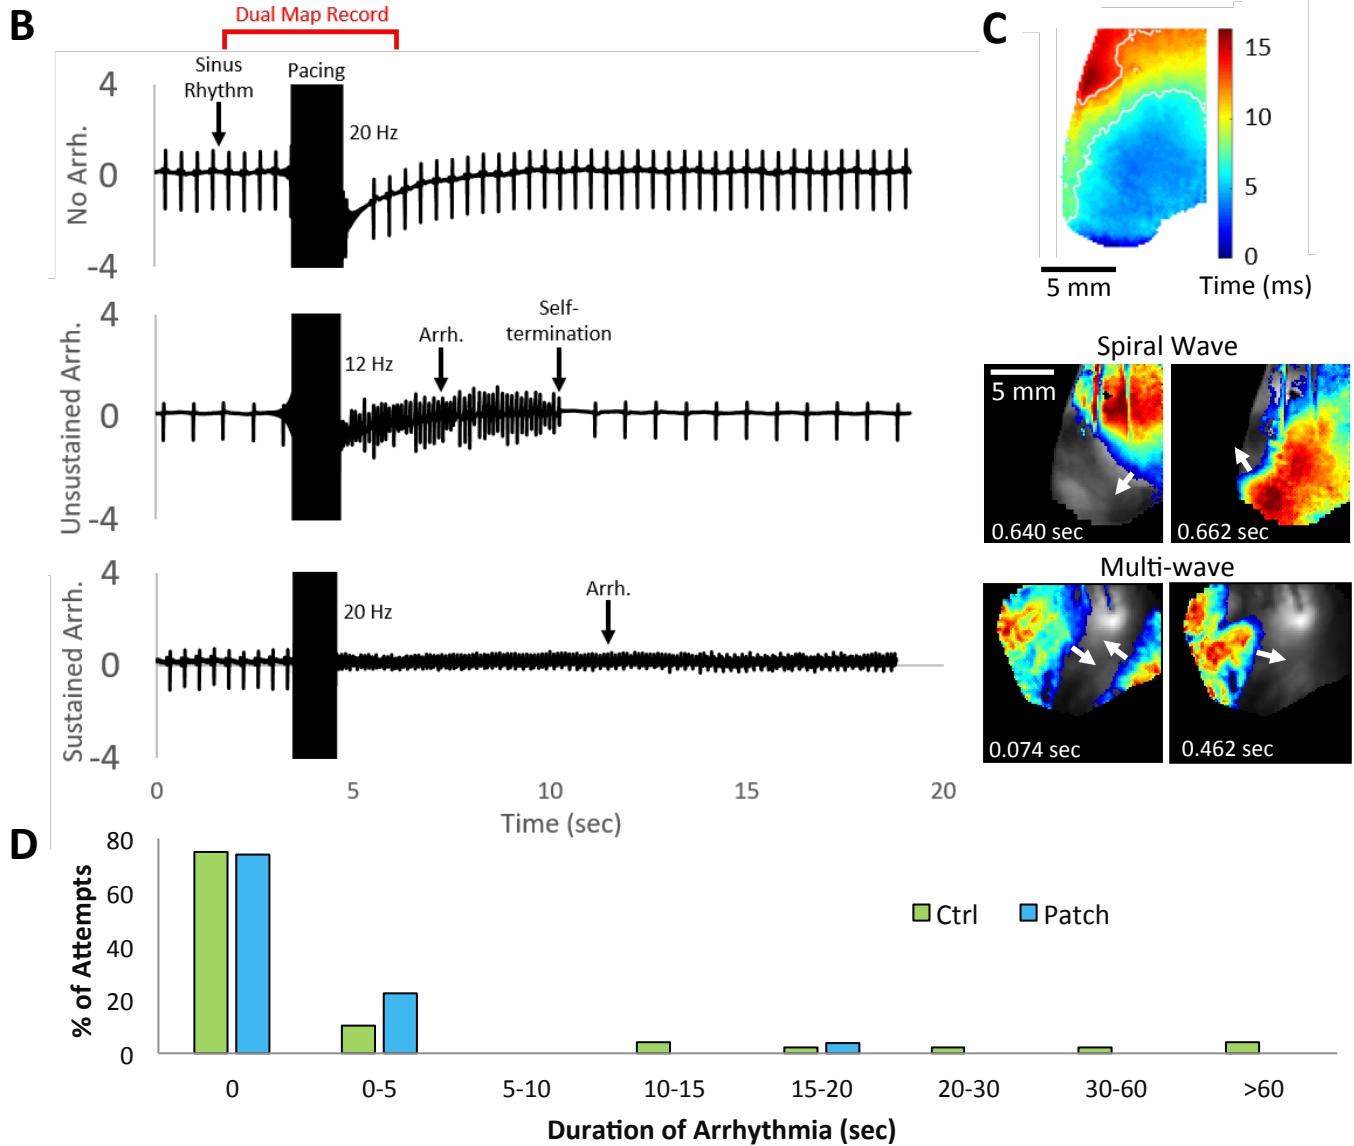 B
Dual Map Record
Sinus
Rhythm
Pacing
20 Hz
No Arrh.
4
0
-4
Unsustained Arrh.
4
0
-4
12 Hz
Arrh.
Self-
termination
Sustained Arrh.
4
0
-4
20 Hz
Arrh.
0
5
10
15
20
Time (sec)
C
15
10
5
0
5 mm
Time (ms)
Spiral Wave
5 mm
0.640 sec
0.662 sec
Multi-wave
0.074 sec
0.462 sec
D
% of Attempts
80
60
40
20
0
Ctrl
Patch
0
0-5
5-10
10-15
15-20
20-30
30-60
>60
Duration of Arrhythmia (sec)